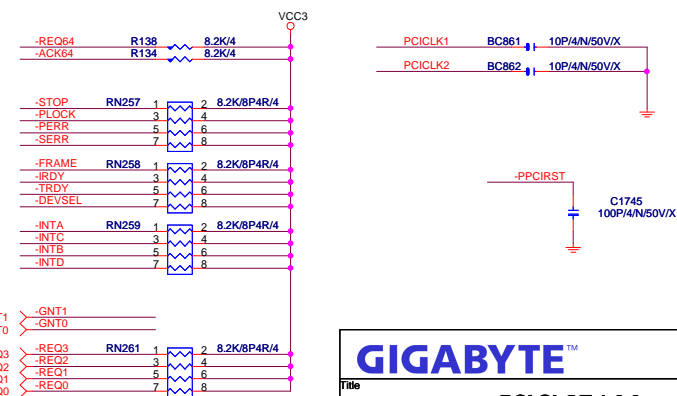 VCC3
-REQ64 R138 8.2K/4
-ACK64 R134 8.2K/4
-STOP RN257 1 2 8.2K/8P4R/4
-PLOCK 3 4
-PERR 5 6
-SERR 7 8
-FRAME RN258 1 2 8.2K/8P4R/4
-IRDY 3 4
-TRDY 5 6
-DEVSEL 7 8
-INTA RN259 1 2 8.2K/8P4R/4
-INTC 3 4
-INTB 5 6
-INTD 7 8
-GNT1
-GNT0
-REQ3 RN261 1 2 8.2K/8P4R/4
-REQ2 3 4
-REQ1 5 6
-REQ0 7 8
PCICLK1 BC861 10P/4/N/50V/X
PCICLK2 BC862 10P/4/N/50V/X
-PPCIRST
C1745
100P/4/N/50V/X
GIGABYTE™
Title